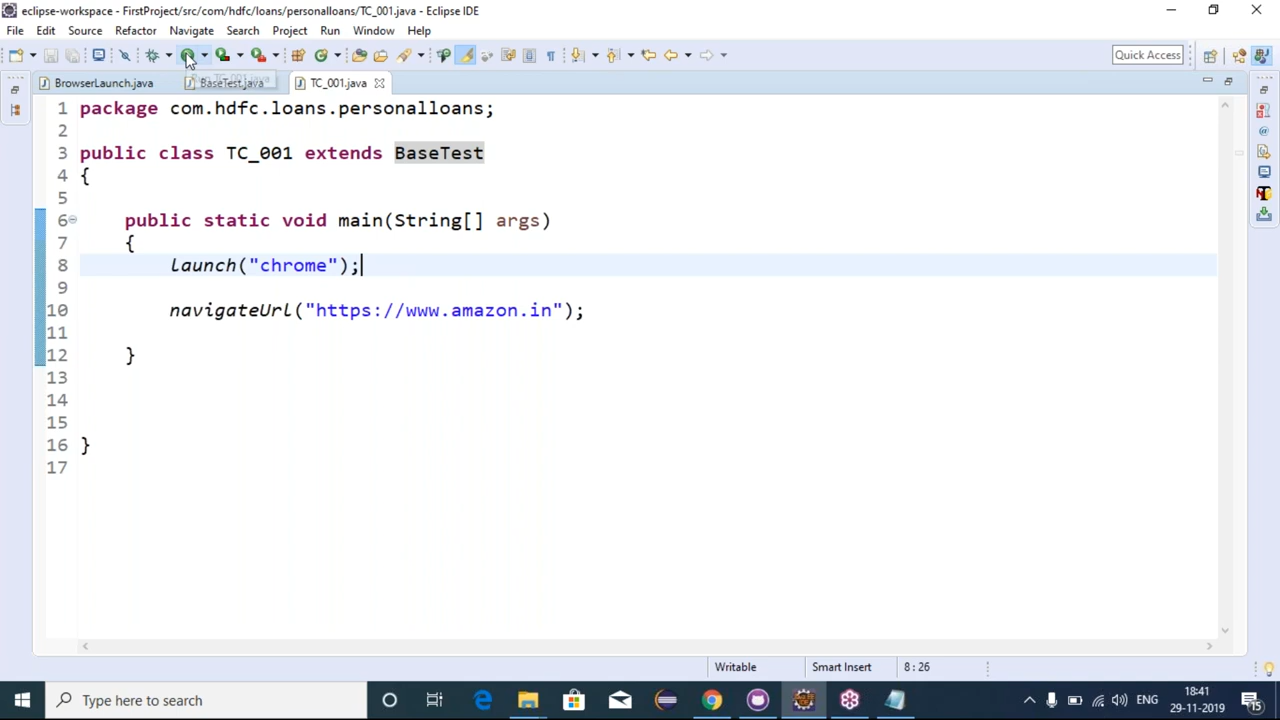 eclipse-workspace - FirstProject/src/com/hdfc/loans/personalloans/TC_001.java - Eclipse IDE
File Edit Source Refactor Navigate Search Project Run Window Help
Quick Access
BrowserLaunch.java BaseTest.java TC_001.java
Run TC_001.java
1 package com.hdfc.loans.personalloans;
2
3 public class TC_001 extends BaseTest
4 {
5
6 public static void main(String[] args)
7 {
8 launch("chrome");
9
10 navigateUrl("https://www.amazon.in");
11
12 }
13
14
15
16 }
17
Writable Smart Insert 8 : 26
Type here to search
ENG
18:41
29-11-2019
15